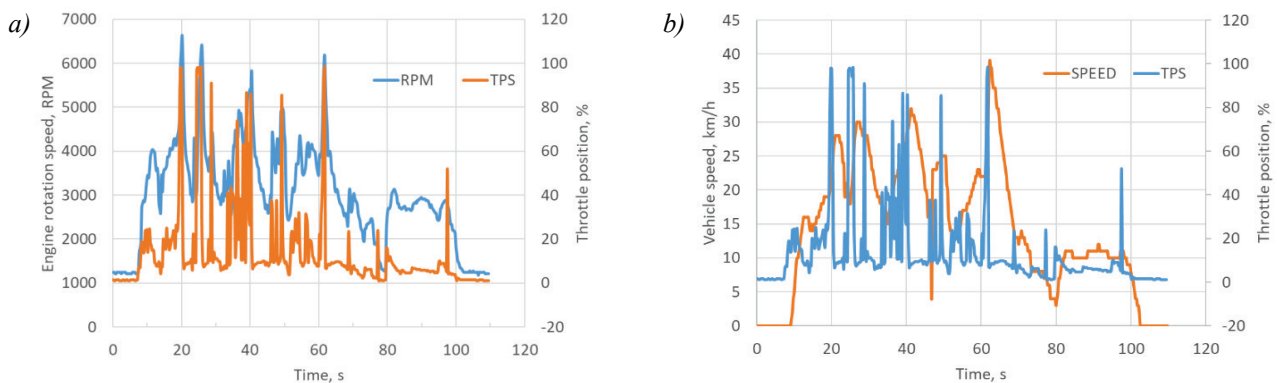 a)
7000
6000
5000
4000
3000
2000
1000
0
Engine rotation speed, RPM
RPM
TPS
120
100
80
60
40
20
0
-20
Throttle position, %
0 20 40 60 80 100 120
Time, s
b)
45
40
35
30
25
20
15
10
5
0
Vehicle speed, km/h
SPEED
TPS
120
100
80
60
40
20
0
-20
Throttle position, %
0 20 40 60 80 100 120
Time, s